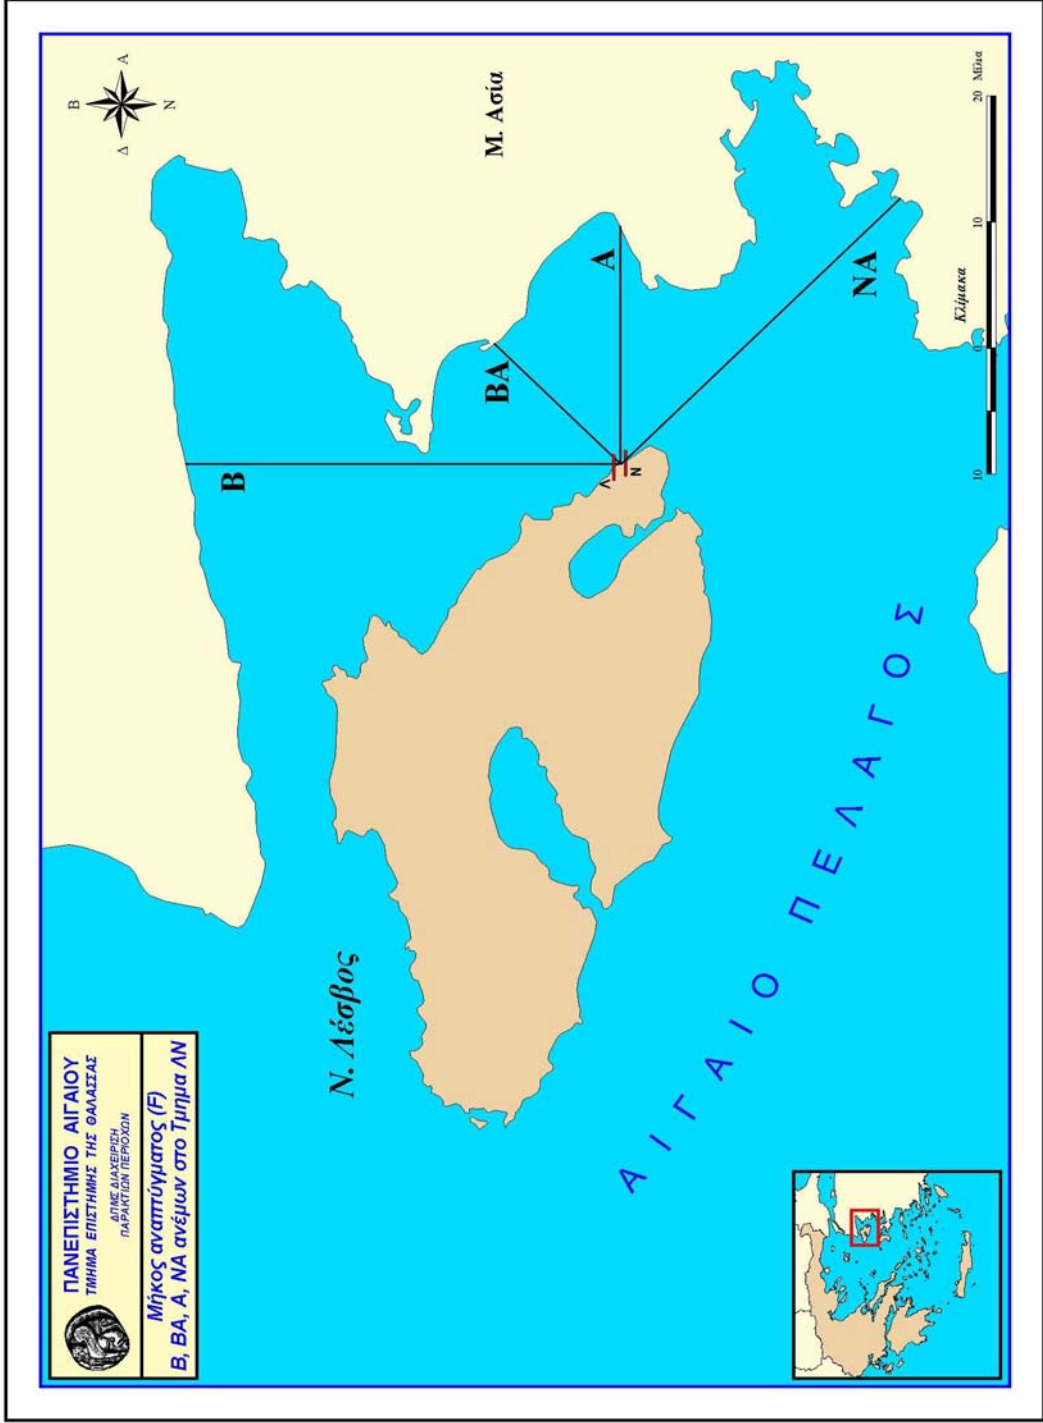 ΠΑΝΕΠΙΣΤΗΜΙΟ ΑΙΓΑΙΟΥ
ΤΜΗΜΑ ΕΠΙΣΤΗΜΗΣ ΤΗΣ ΘΑΛΑΣΣΑΣ
ΔΠΜΣ ΔΙΑΧΕΙΡΙΣΗ
ΠΑΡΑΚΤΙΩΝ ΠΕΡΙΟΧΩΝ
Μήκος αναπτύγματος (F)
Β, ΒΑ, Α, ΝΑ ανέμων στο Τμημα ΛΝ
Β
Δ
Α
Ν
Μ. Ασία
Β
ΒΑ
Α
ΝΑ
Λ
Ν
Ν. Λέσβος
ΑΙΓΑΙΟ ΠΕΛΑΓΟΣ
Κλίμακα
10 0 10 20 Μίλια